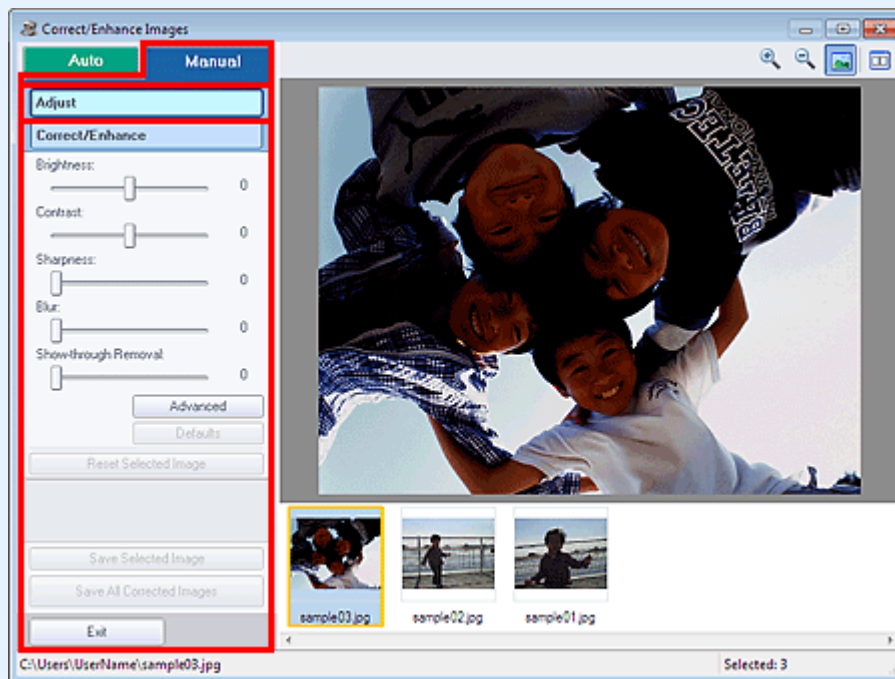 Correct/Enhance Images
Auto
Manual
Adjust
Correct/Enhance
Brightness:
0
Contrast:
0
Sharpness:
0
Blur:
0
Show-through Removal:
0
Advanced
Defaults
Reset Selected Image
Save Selected Image
Save All Corrected Images
Exit
sample03.jpg
sample02.jpg
sample01.jpg
C:\Users\UserName\sample03.jpg
Selected: 3